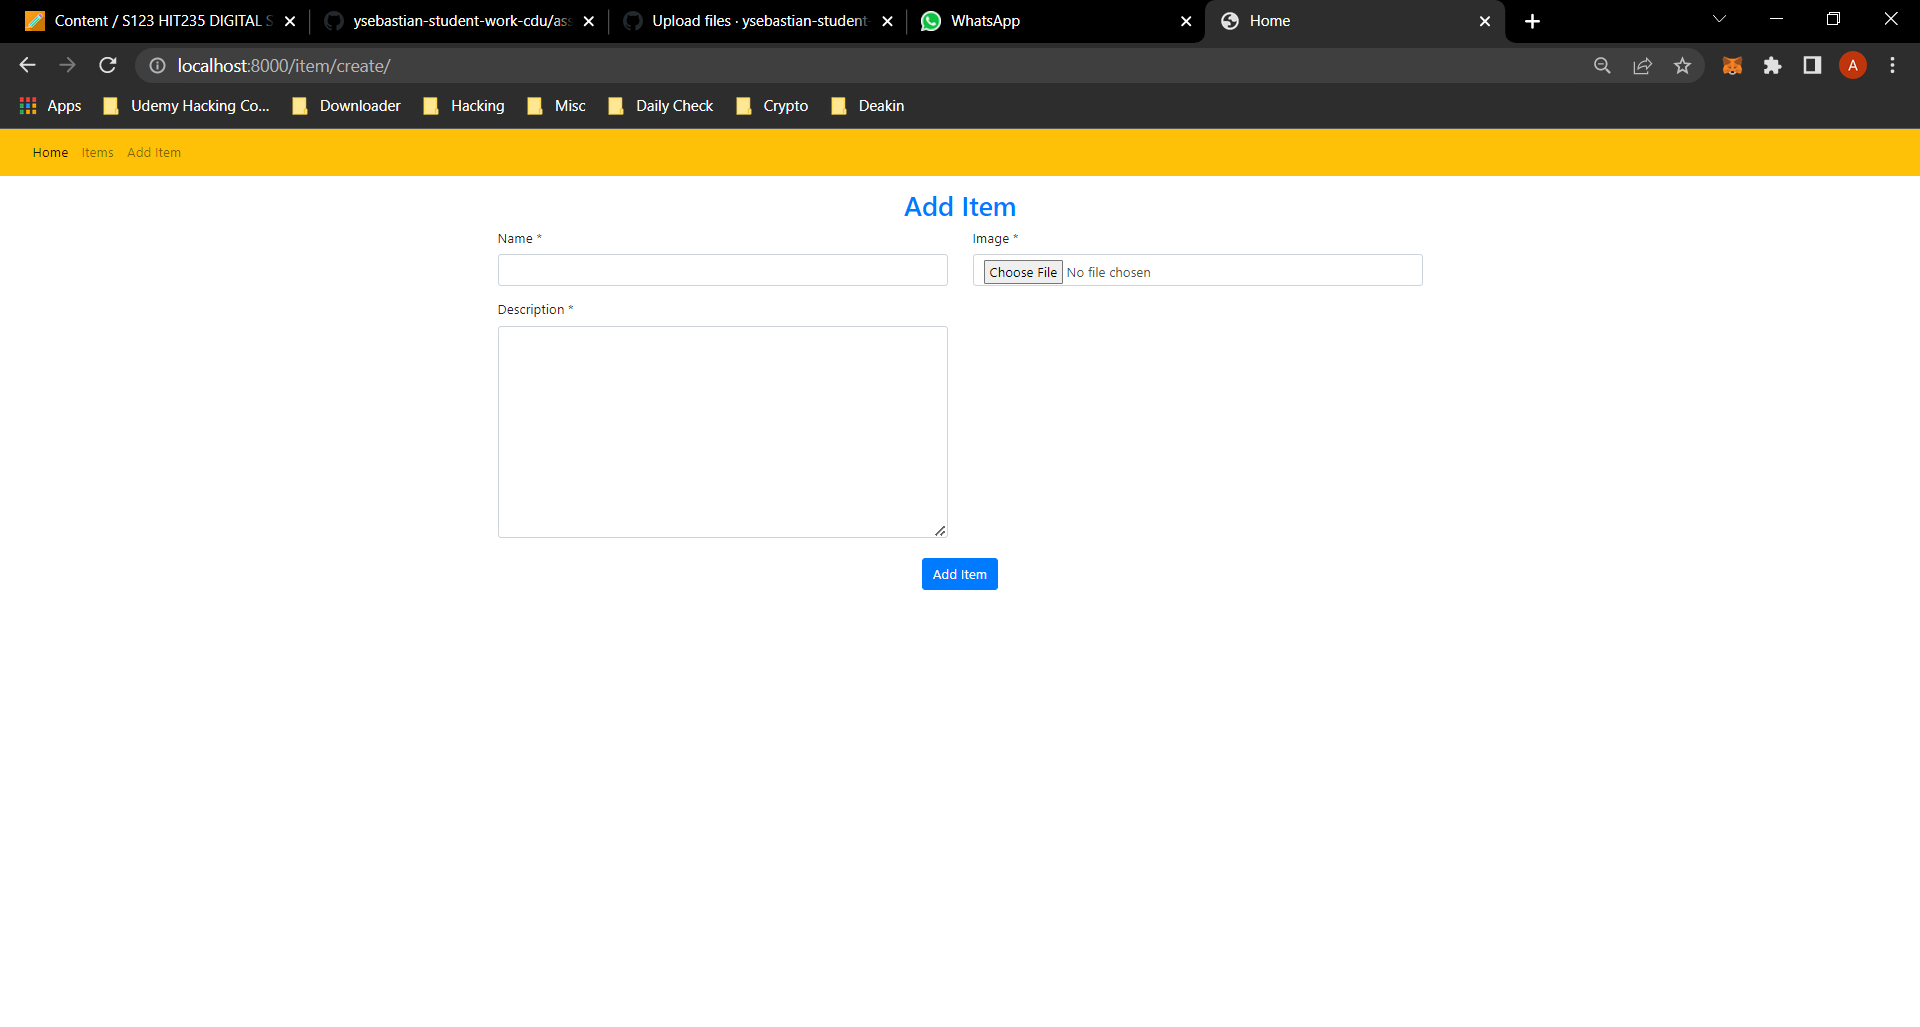 Content / S123 HIT235 DIGITAL S
ysebastian-student-work-cdu/ass
Upload files · ysebastian-student-
WhatsApp
Home
localhost:8000/item/create/
A
Apps
Udemy Hacking Co...
Downloader
Hacking
Misc
Daily Check
Crypto
Deakin
Home Items Add Item
Add Item
Name *
Image *
Choose File No file chosen
Description *
Add Item